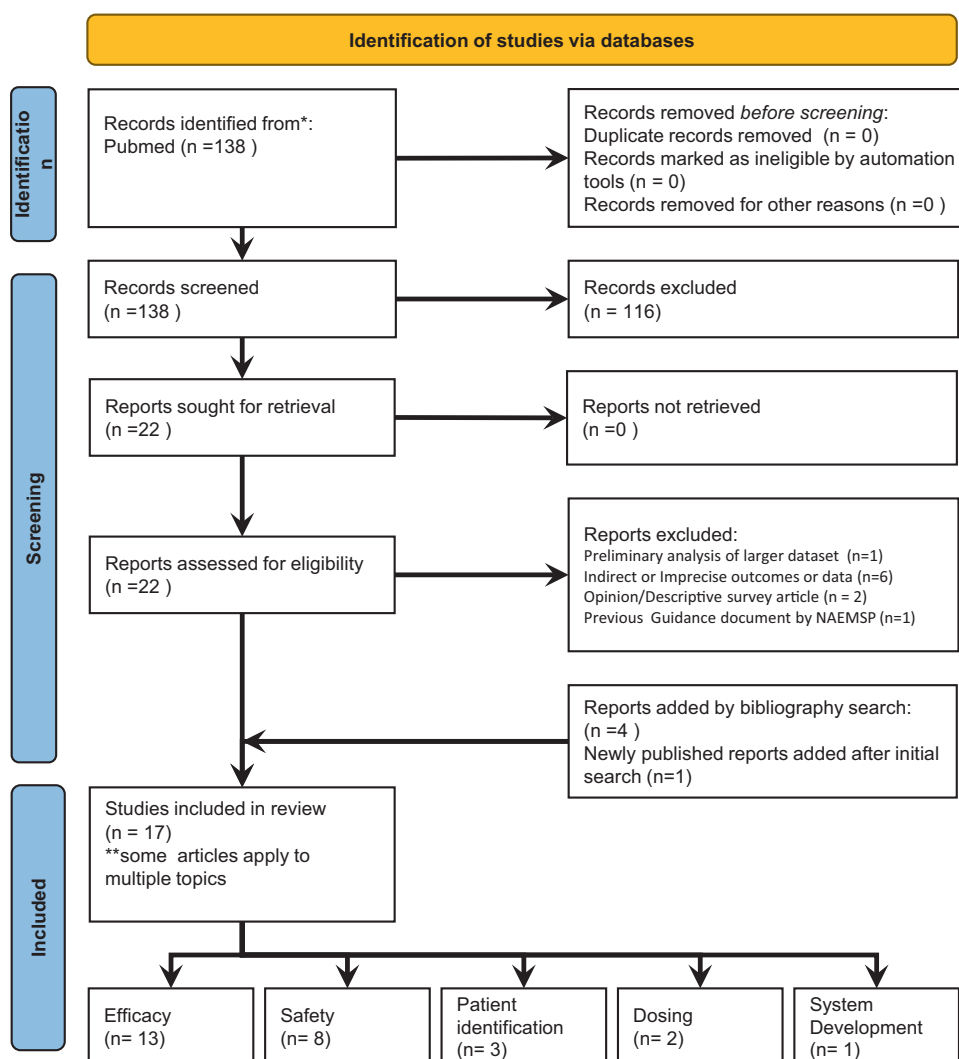 Identification of studies via databases
Identificatio
n
Records identified from*:
Pubmed (n =138 )
Records removed before screening:
Duplicate records removed (n = 0)
Records marked as ineligible by automation
tools (n = 0)
Records removed for other reasons (n =0 )
Screening
Records screened
(n =138 )
Records excluded
(n = 116)
Reports sought for retrieval
(n =22 )
Reports not retrieved
(n =0 )
Reports assessed for eligibility
(n =22 )
Reports excluded:
Preliminary analysis of larger dataset (n=1)
Indirect or Imprecise outcomes or data (n=6)
Opinion/Descriptive survey article (n = 2)
Previous Guidance document by NAEMSP (n=1)
Reports added by bibliography search:
(n =4 )
Newly published reports added after initial
search (n=1)
Included
Studies included in review
(n = 17)
**some articles apply to
multiple topics
Efficacy
(n= 13)
Safety
(n= 8)
Patient
identification
(n= 3)
Dosing
(n= 2)
System
Development
(n= 1)